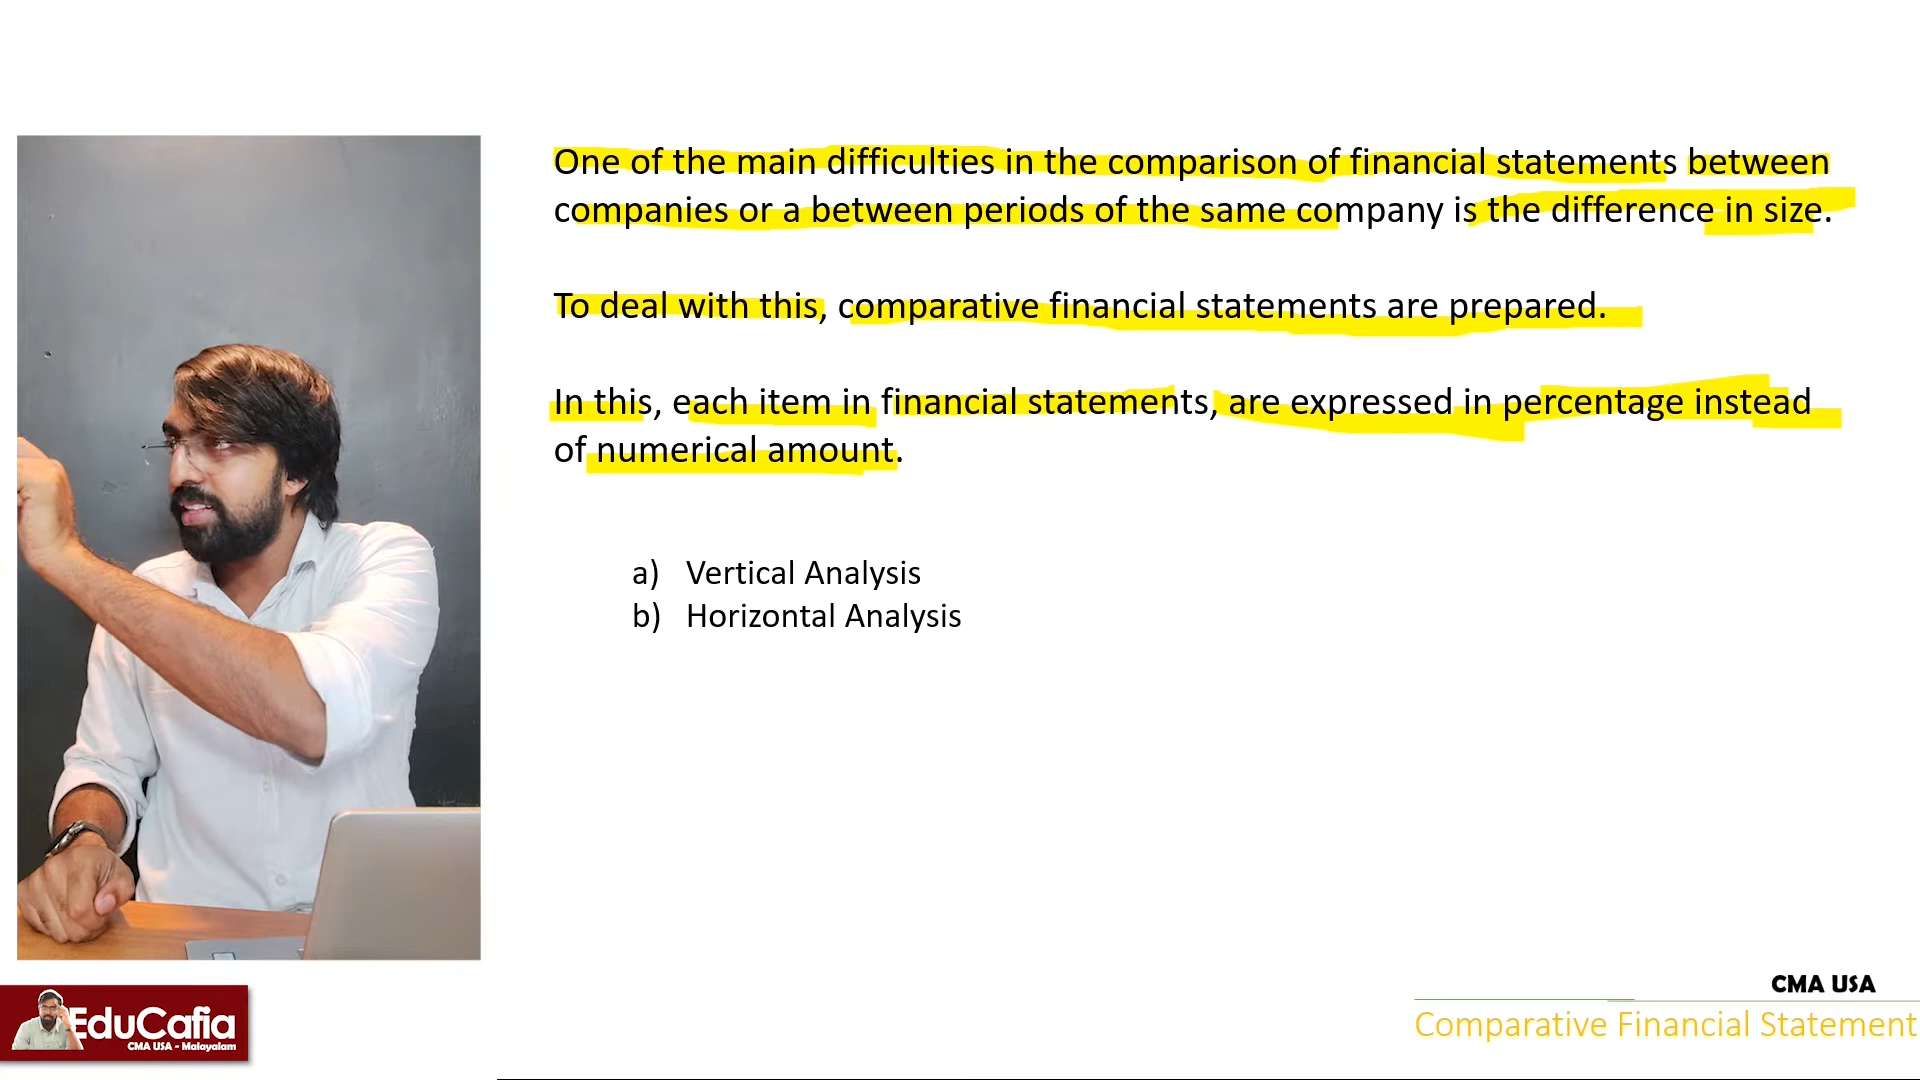 One of the main difficulties in the comparison of financial statements between
companies or a between periods of the same company is the difference in size.
To deal with this, comparative financial statements are prepared.
In this, each item in financial statements, are expressed in percentage instead
of numerical amount.
a) Vertical Analysis
b) Horizontal Analysis
EduCafia
CMA USA - Malayalam
CMA USA
Comparative Financial Statement